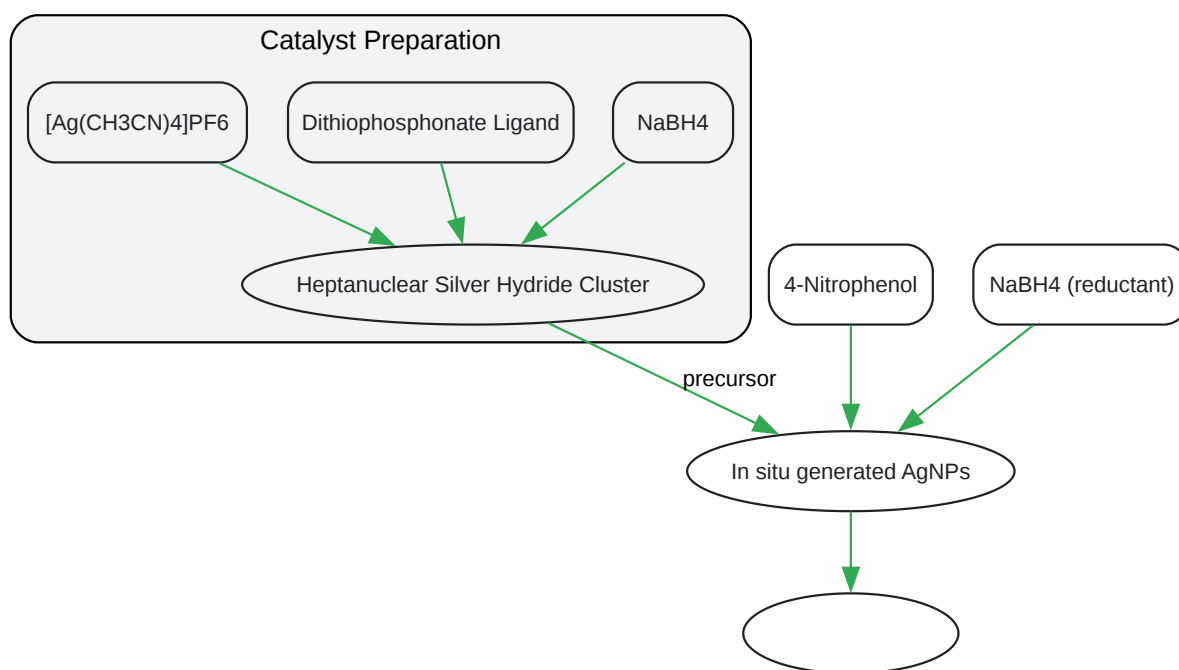 Catalyst Preparation
[Ag(CH3CN)4]PF6
Dithiophosphonate Ligand
NaBH4
Heptanuclear Silver Hydride Cluster
4-Nitrophenol
NaBH4 (reductant)
precursor
In situ generated AgNPs